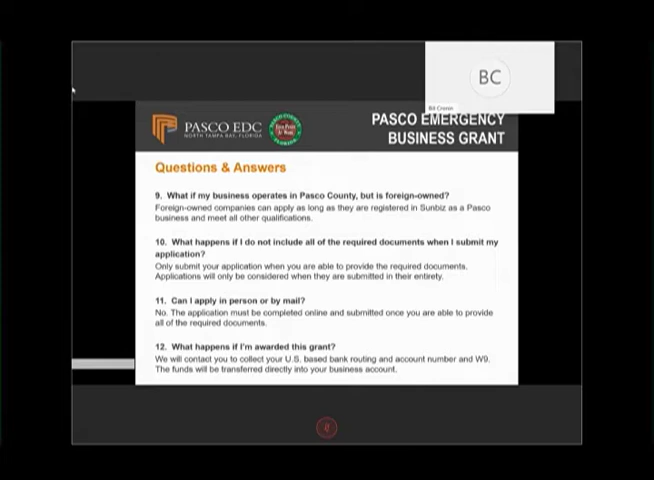 BC
Bill Cronin
PASCO EDC
NORTH TAMPA BAY, FLORIDA
PASCO EMERGENCY
BUSINESS GRANT
Questions & Answers
9. What if my business operates in Pasco County, but is foreign-owned?
Foreign-owned companies can apply as long as they are registered in Sunbiz as a Pasco
business and meet all other qualifications.
10. What happens if I do not include all of the required documents when I submit my
application?
Only submit your application when you are able to provide the required documents.
Applications will only be considered when they are submitted in their entirety.
11. Can I apply in person or by mail?
No. The application must be completed online and submitted once you are able to provide
all of the required documents.
12. What happens if I'm awarded this grant?
We will contact you to collect your U.S. based bank routing and account number and W9.
The funds will be transferred directly into your business account.